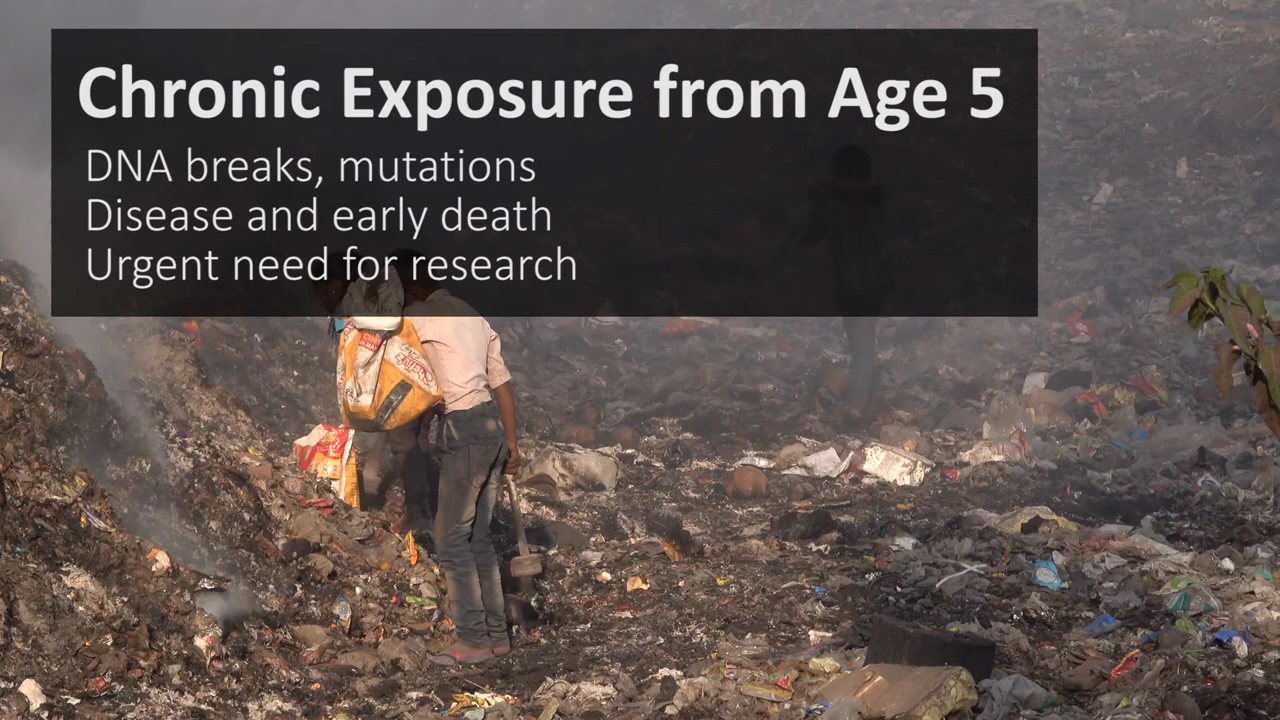 Chronic Exposure from Age 5
DNA breaks, mutations
Disease and early death
Urgent need for research